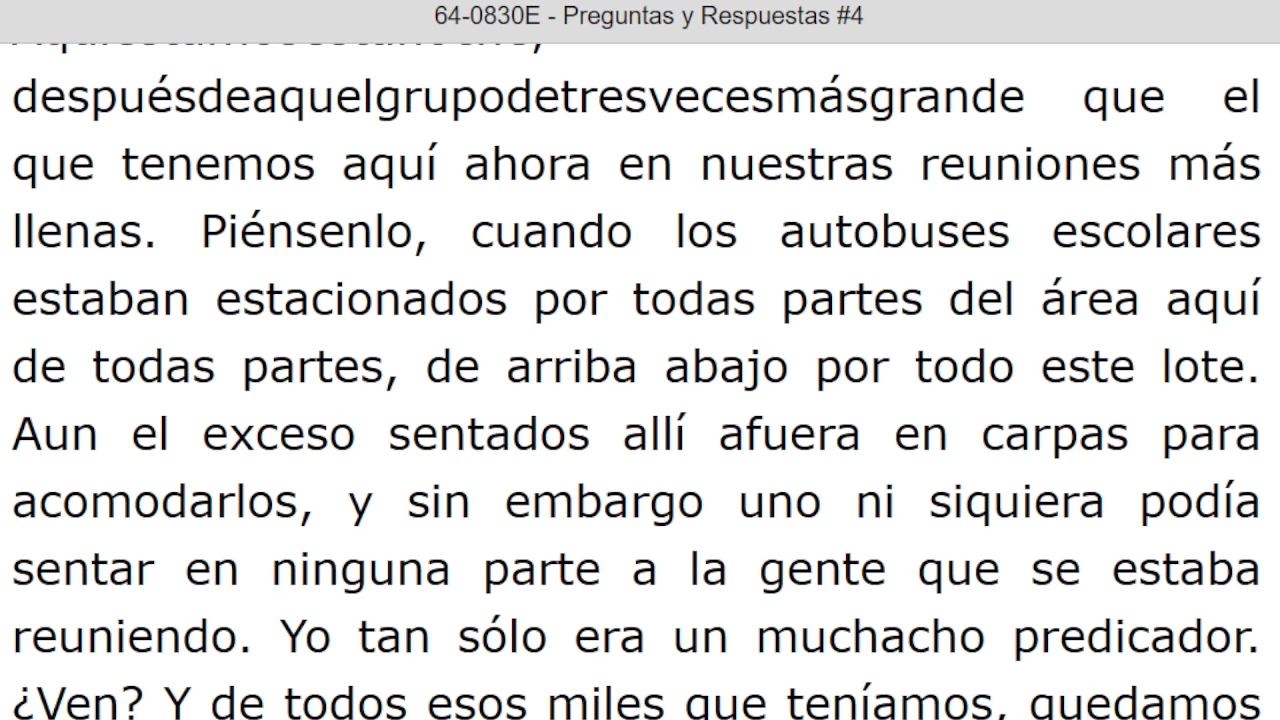 64-0830E - Preguntas y Respuestas #4
despuésdeaquelgrupodetresvecesmásgrande que el
que tenemos aquí ahora en nuestras reuniones más
llenas. Piénsenlo, cuando los autobuses escolares
estaban estacionados por todas partes del área aquí
de todas partes, de arriba abajo por todo este lote.
Aun el exceso sentados allí afuera en carpas para
acomodarlos, y sin embargo uno ni siquiera podía
sentar en ninguna parte a la gente que se estaba
reuniendo. Yo tan sólo era un muchacho predicador.
¿Ven? Y de todos esos miles que teníamos, quedamos